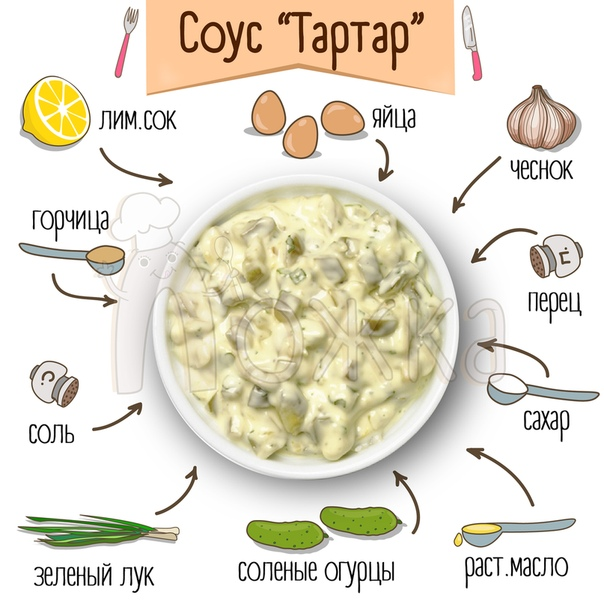 Соус "Тартар"
лим.сок
яйца
чеснок
горчица
перец
Ложка
соль
сахар
зеленый лук
соленые огурцы
раст.масло